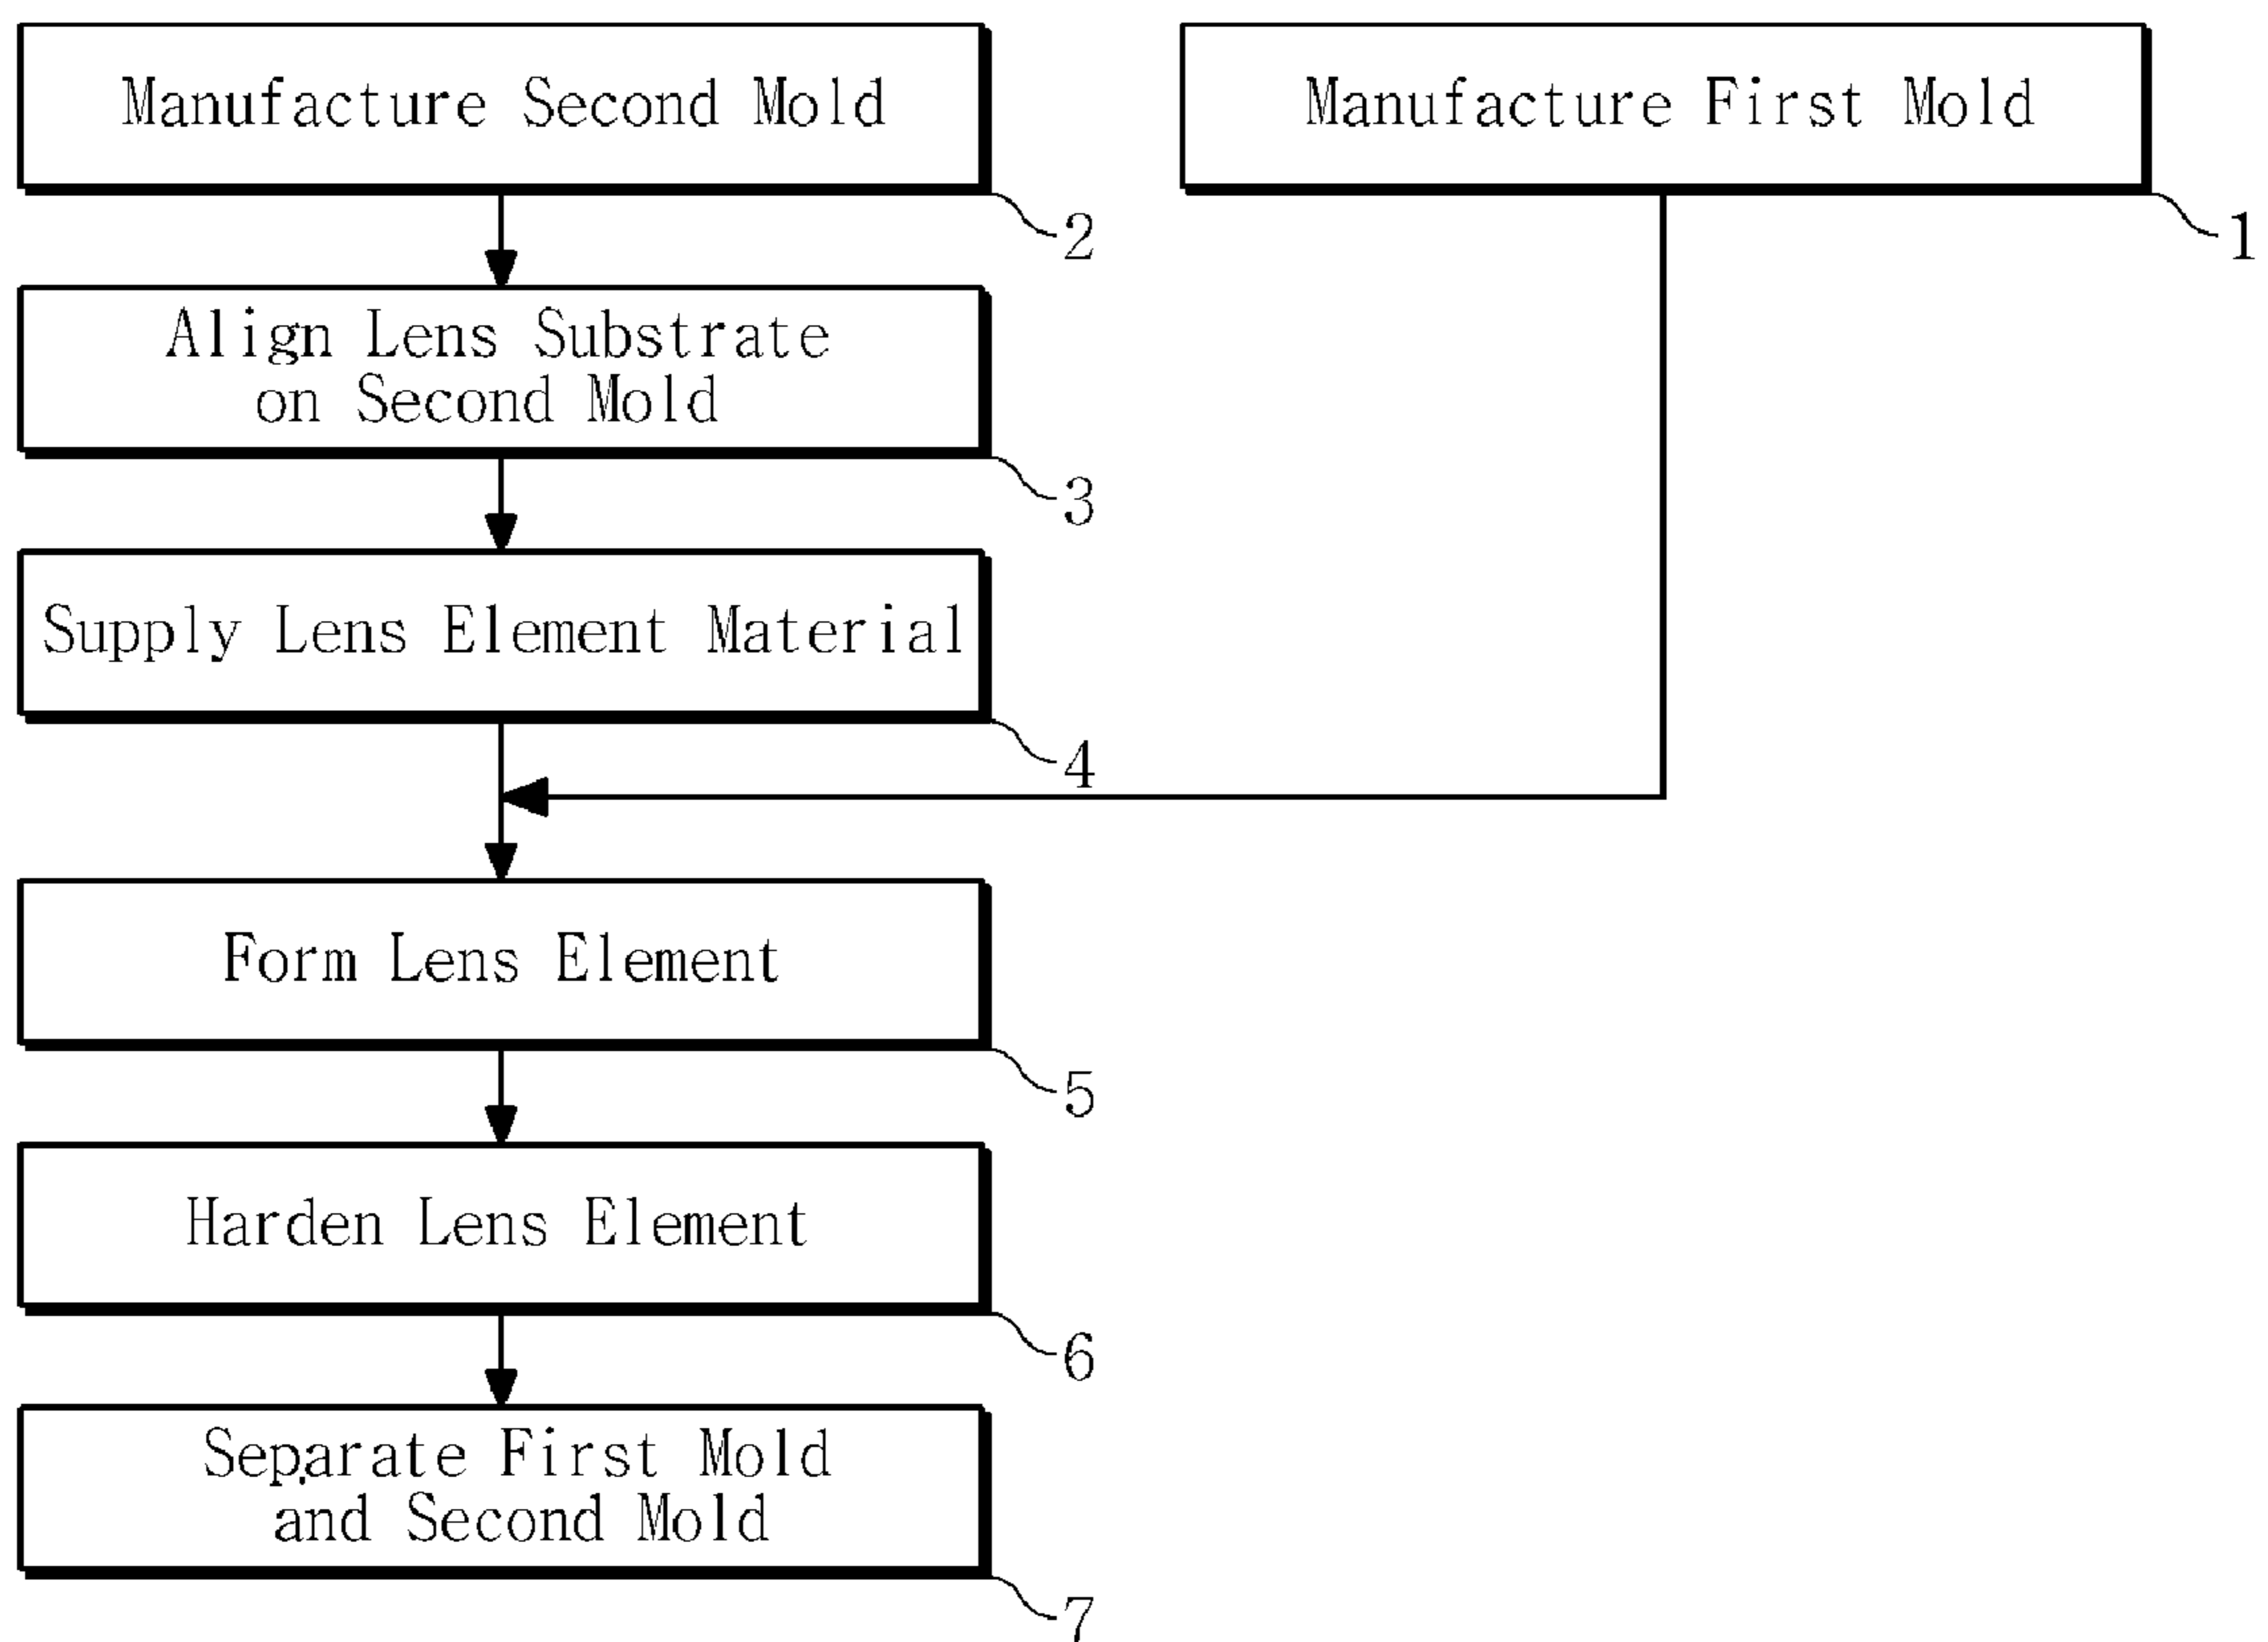 Manufacture Second Mold
2
Manufacture First Mold
1
Align Lens Substrate
on Second Mold
3
Supply Lens Element Material
4
Form Lens Element
5
Harden Lens Element
6
Separate First Mold
and Second Mold
7